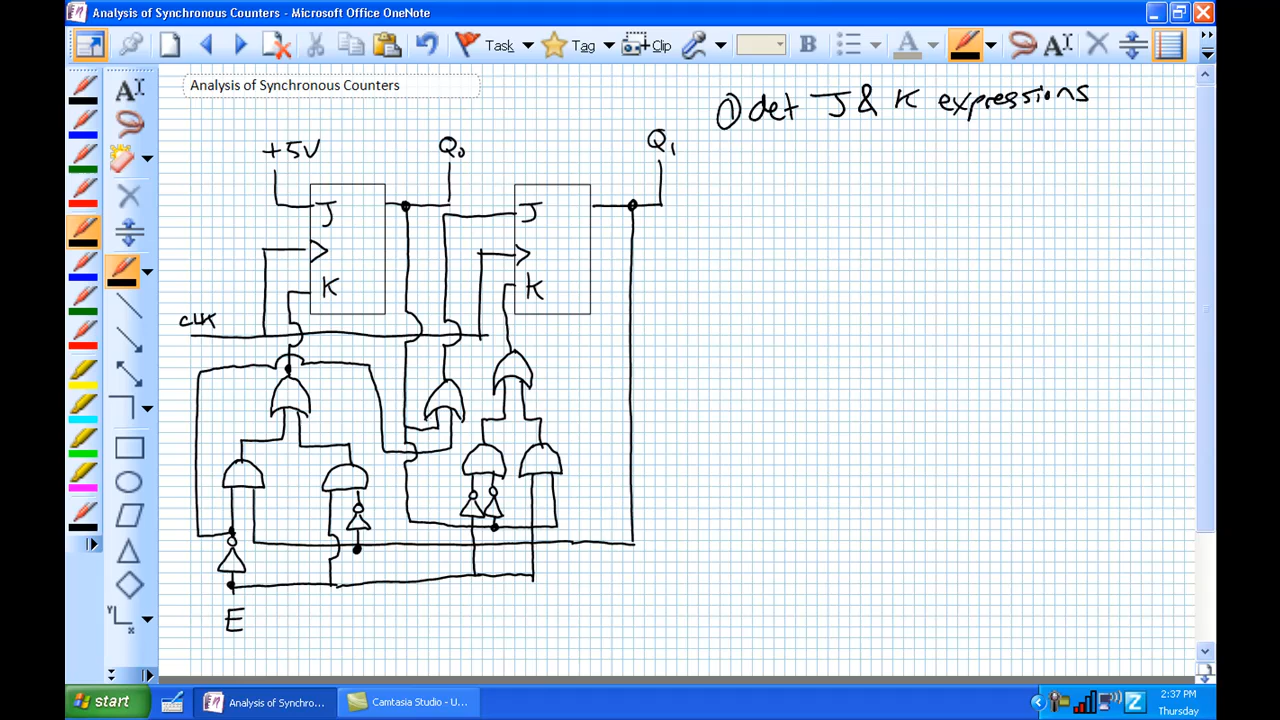 Analysis of Synchronous Counters - Microsoft Office OneNote
Task
Tag
Clip
B
A
A
Analysis of Synchronous Counters
① det J & K expressions
+5V
Q0
Q1
J
J
K
K
CLK
E
start
Analysis of Synchro...
Camtasia Studio - U...
2:37 PM
Thursday